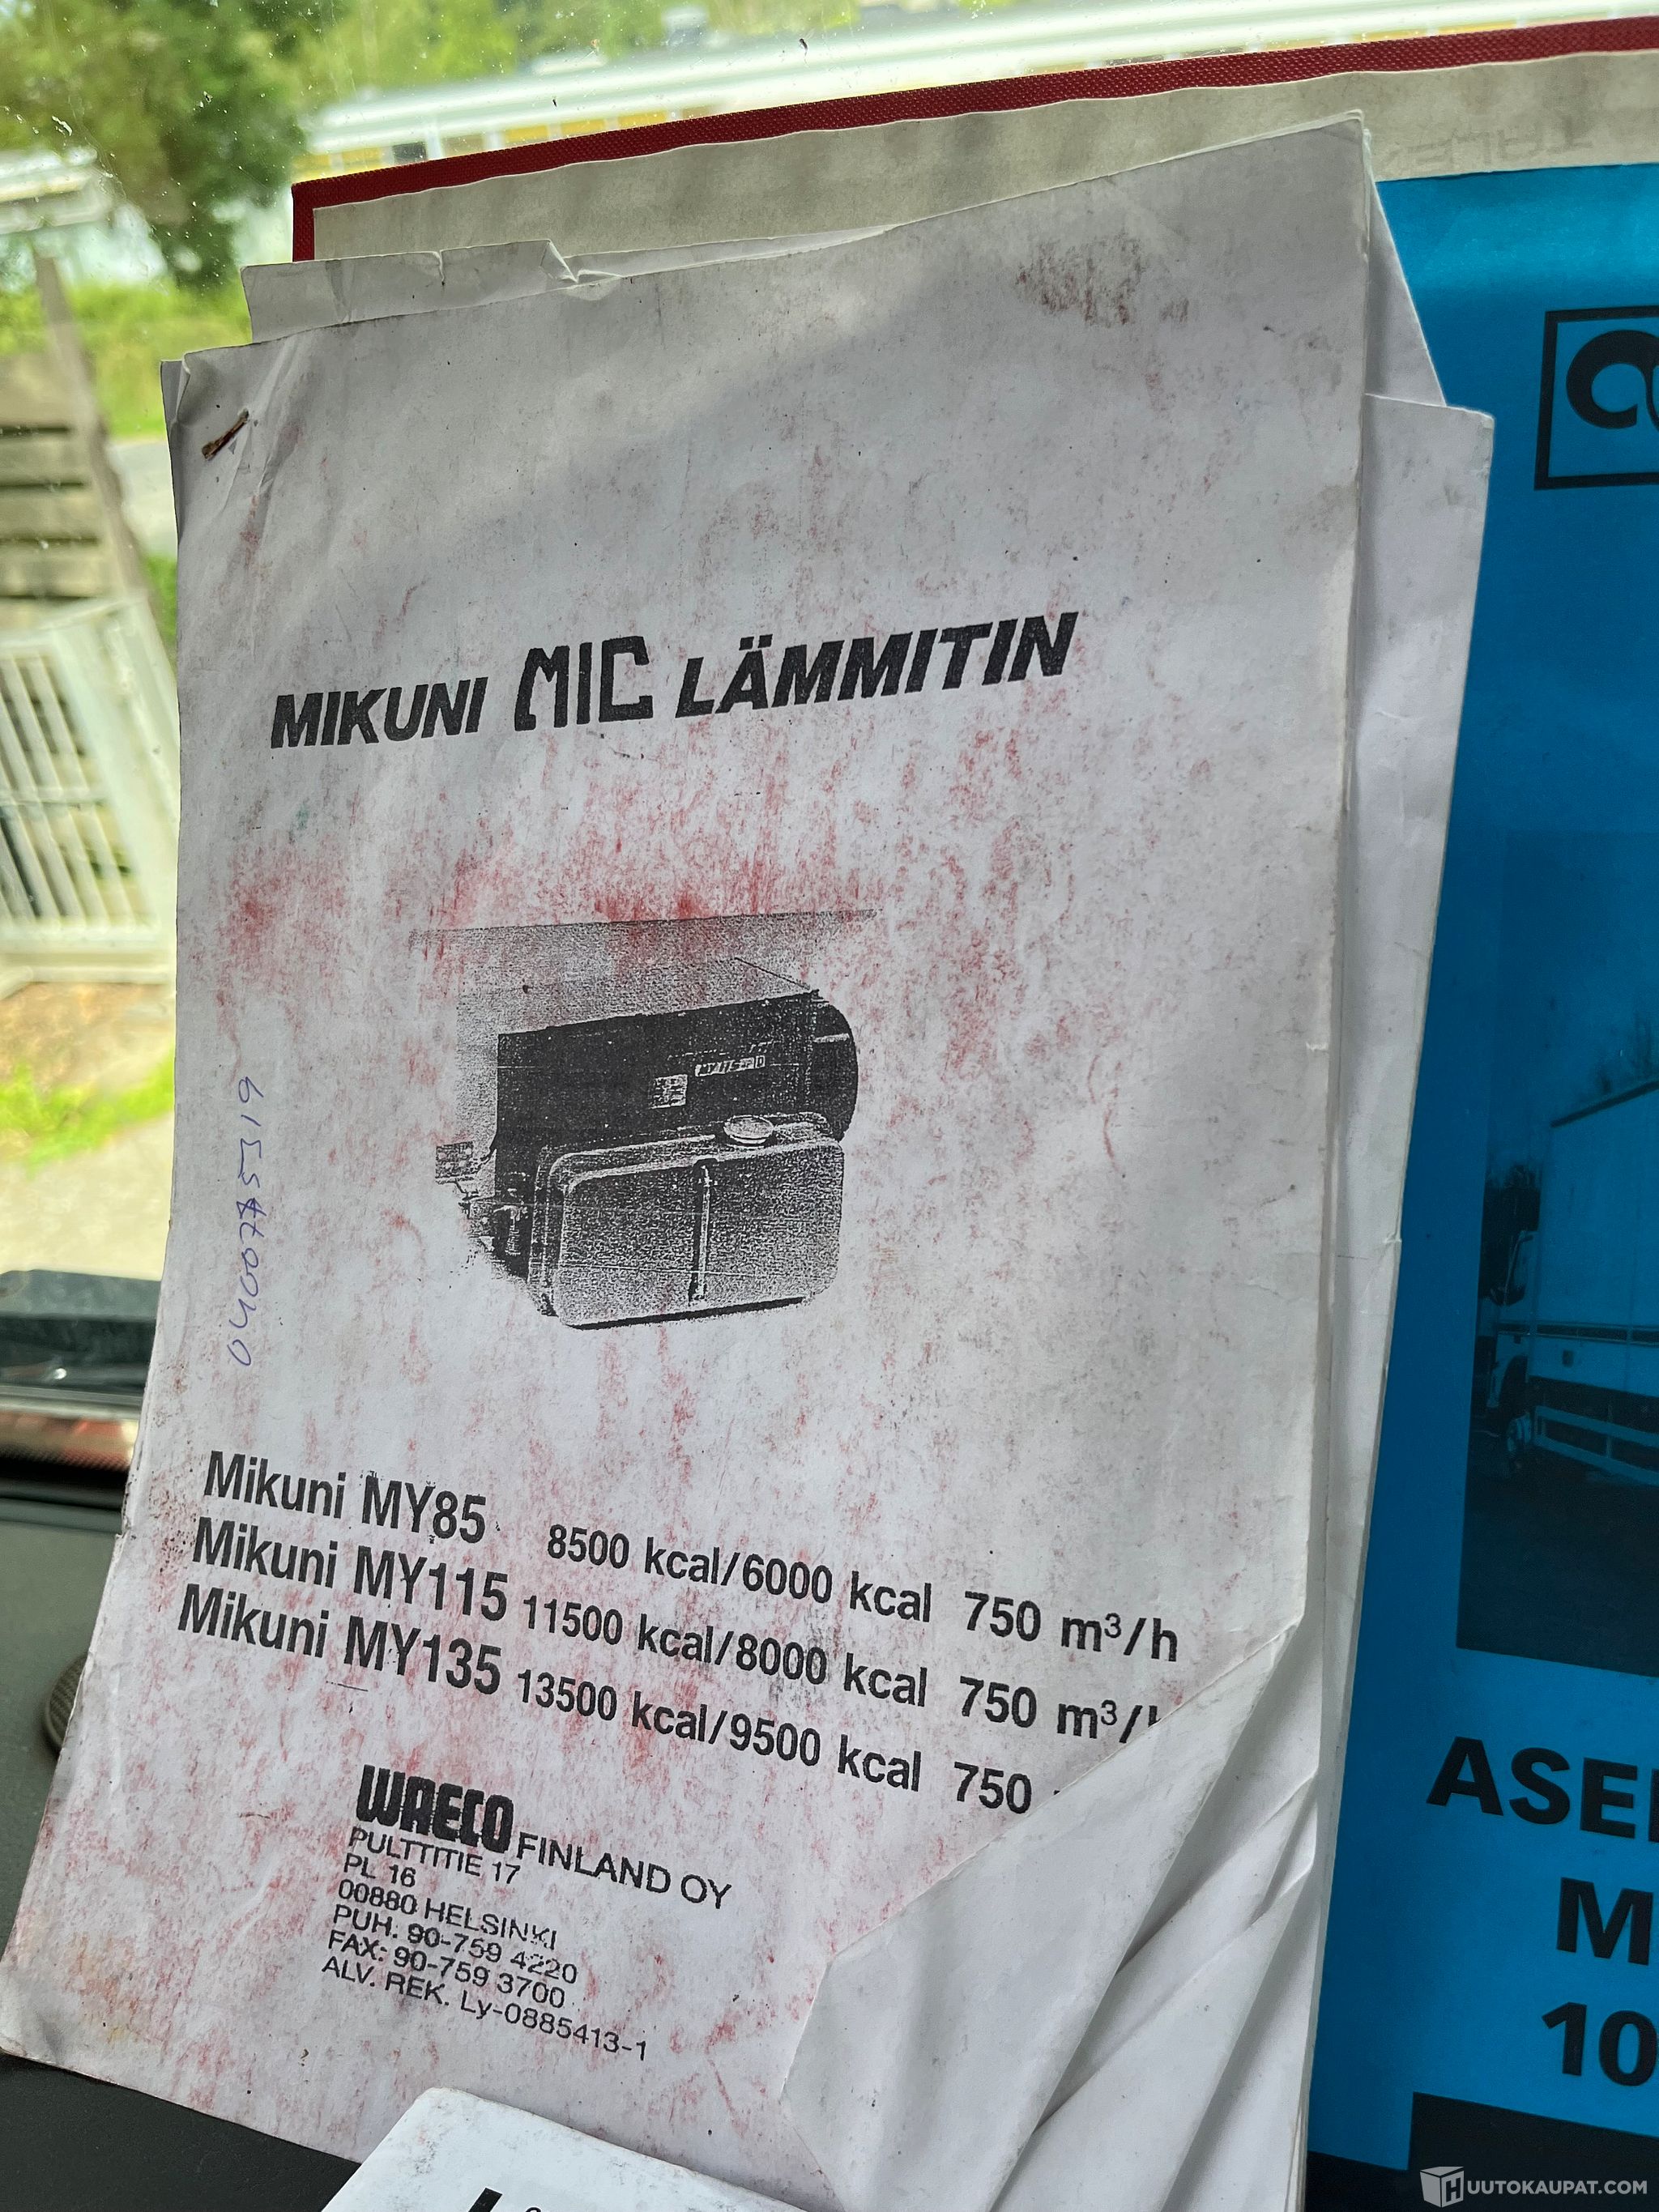 MIKUNI MIC LÄMMITIN
MY115
Mikuni MY85 8500 kcal/6000 kcal 750 m³/h
Mikuni MY115 11500 kcal/8000 kcal 750 m³/h
Mikuni MY135 13500 kcal/9500 kcal 750
WAECO FINLAND OY
PULTTITIE 17
PL 16
00880 HELSINKI
PUH. 90-759 4220
FAX: 90-759 3700
ALV. REK. Ly-0885413-1
ASE
M
10
HUUTOKAUPAT.COM